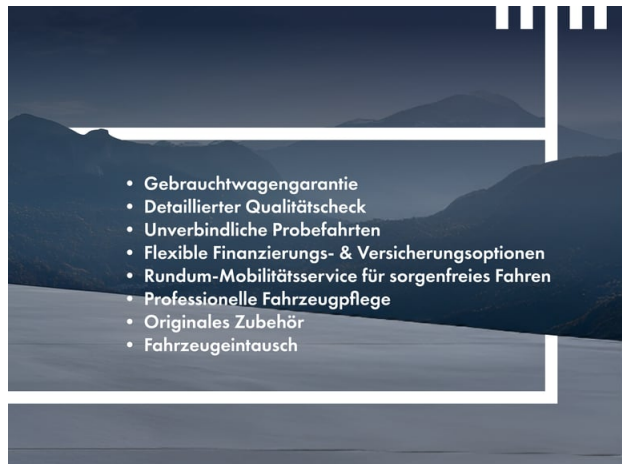 • Gebrauchtwagengarantie
• Detaillierter Qualitätscheck
• Unverbindliche Probefahrten
• Flexible Finanzierungs- & Versicherungsoptionen
• Rundum-Mobilitätsservice für sorgenfreies Fahren
• Professionelle Fahrzeugpflege
• Originales Zubehör
• Fahrzeugeintausch